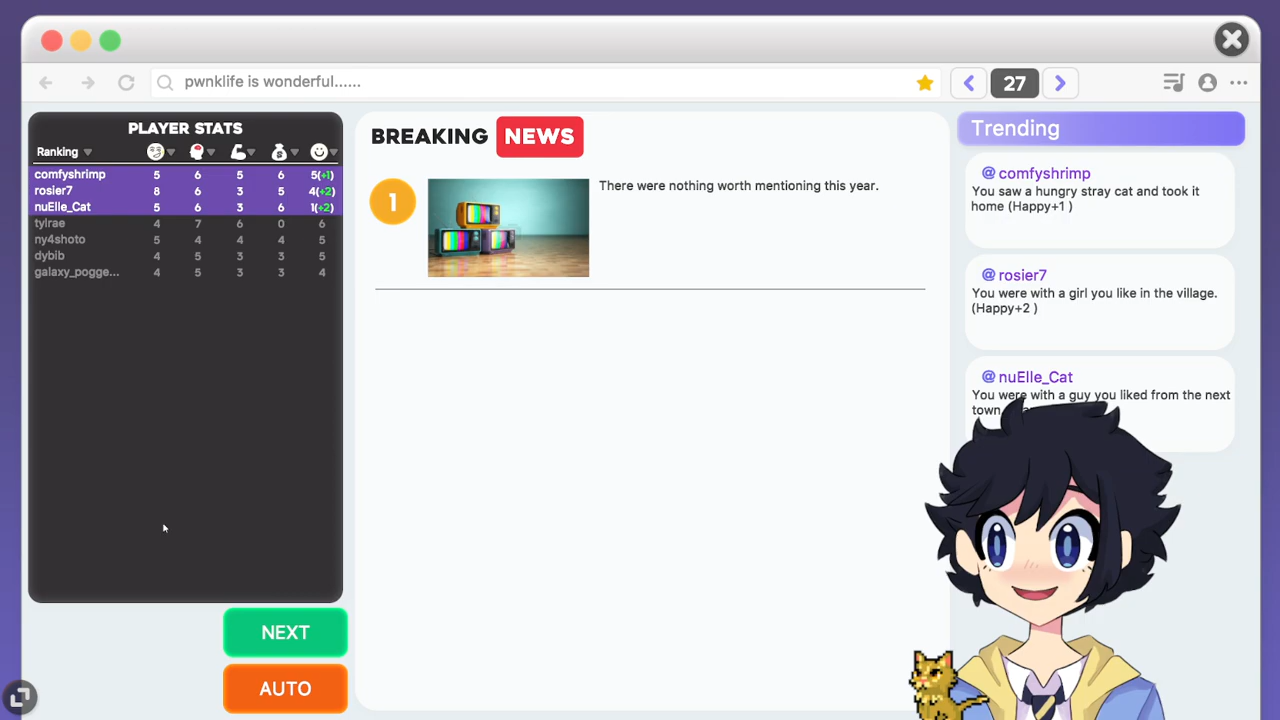 pwnklife is wonderful......
27
PLAYER STATS
Ranking
comfyshrimp 5 6 5 6 5(+1)
rosier7 8 6 3 5 4(+2)
nuElle_Cat 5 6 3 6 1(+2)
tylrae 4 7 6 0 6
ny4shoto 5 4 4 4 5
dybib 4 5 3 3 5
galaxy_pogge... 4 5 3 3 4
NEXT
AUTO
BREAKING NEWS
1
There were nothing worth mentioning this year.
Trending
@comfyshrimp
You saw a hungry stray cat and took it
home (Happy+1 )
@rosier7
You were with a girl you like in the village.
(Happy+2 )
@nuElle_Cat
You were with a guy you liked from the next
town